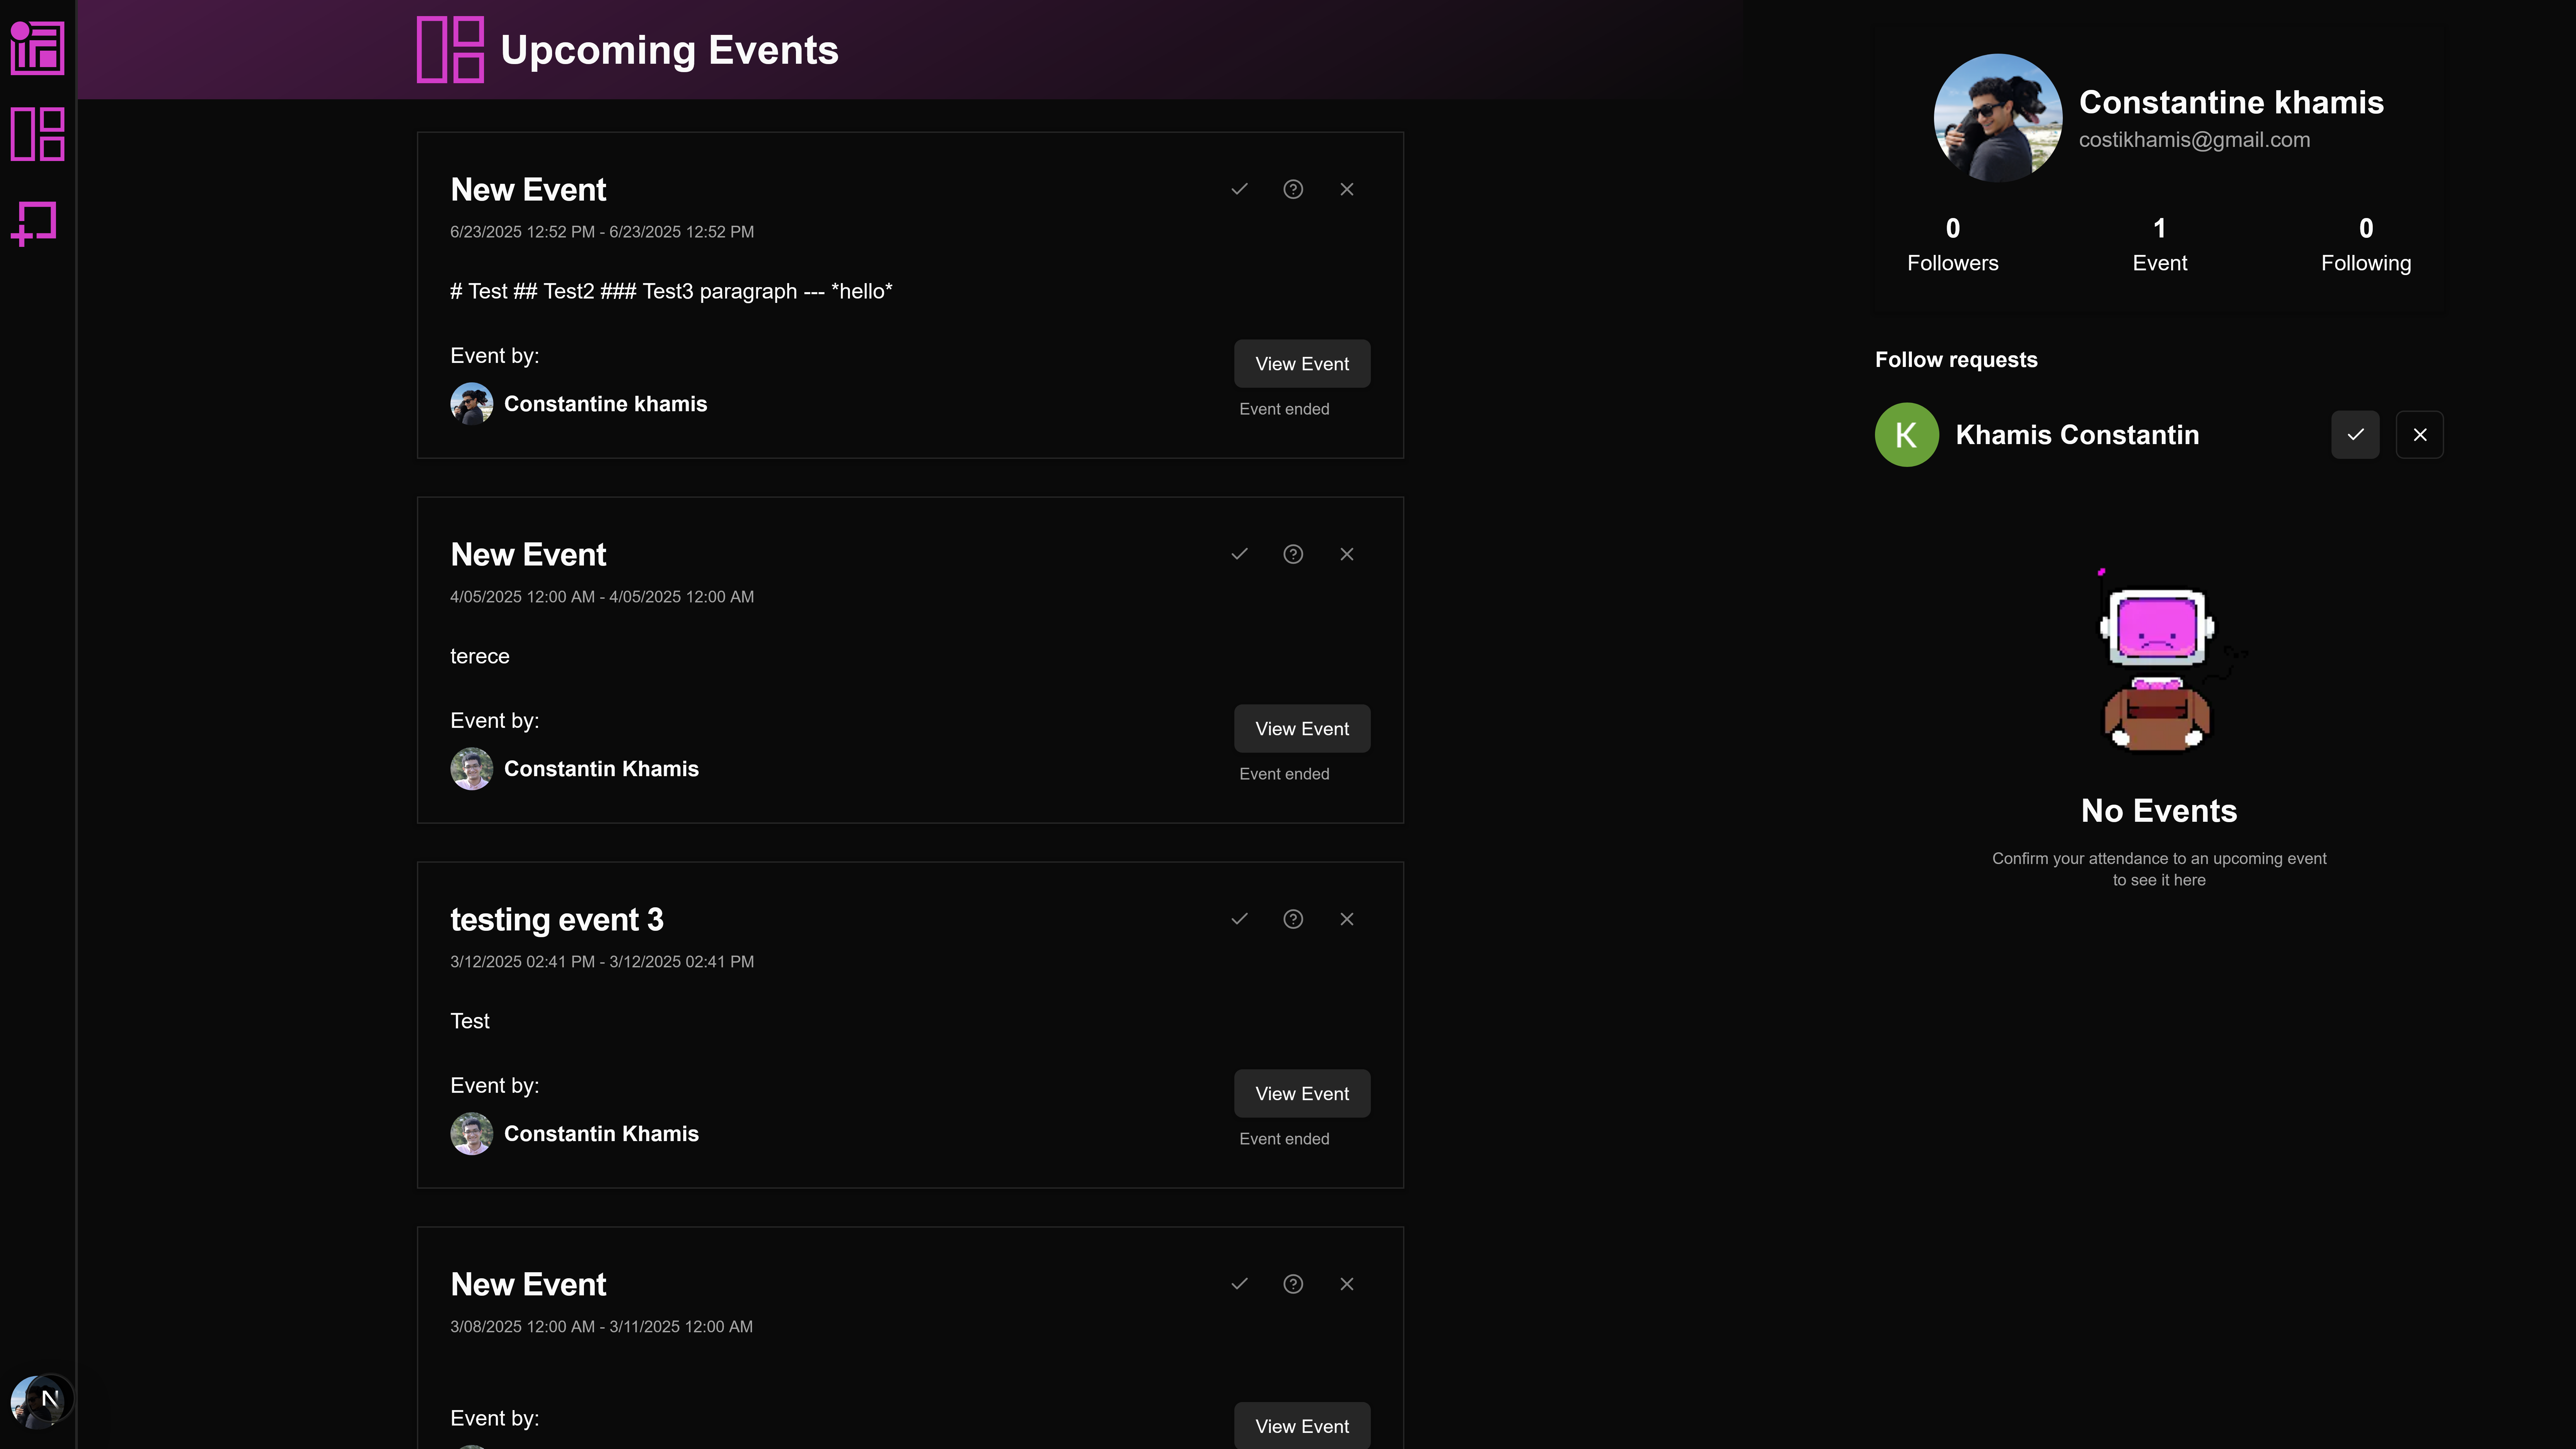 Upcoming Events
New Event
6/23/2025 12:52 PM - 6/23/2025 12:52 PM
# Test ## Test2 ### Test3 paragraph --- *hello*
Event by:
Constantine khamis
View Event
Event ended
New Event
4/05/2025 12:00 AM - 4/05/2025 12:00 AM
terece
Event by:
Constantin Khamis
View Event
Event ended
testing event 3
3/12/2025 02:41 PM - 3/12/2025 02:41 PM
Test
Event by:
Constantin Khamis
View Event
Event ended
New Event
3/08/2025 12:00 AM - 3/11/2025 12:00 AM
Event by:
View Event
N
Constantine khamis
costikhamis@gmail.com
0 1 0
Followers Event Following
Follow requests
K Khamis Constantin
No Events
Confirm your attendance to an upcoming event
to see it here